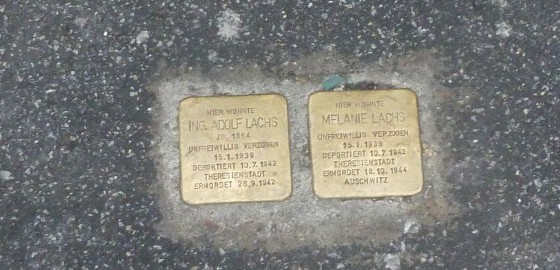 HIER WOHNTE
ING. ADOLF LACHS
JG. 1864
UNFREIWILLIG VERZOGEN
15.1.1939
DEPORTIERT 10.7.1942
THERESIENSTADT
ERMORDET 28.9.1942
HIER WOHNTE
MELANIE LACHS
UNFREIWILLIG VERZOGEN
15.1.1939
DEPORTIERT 10.7.1942
THERESIENSTADT
ERMORDET 19.10.1944
AUSCHWITZ